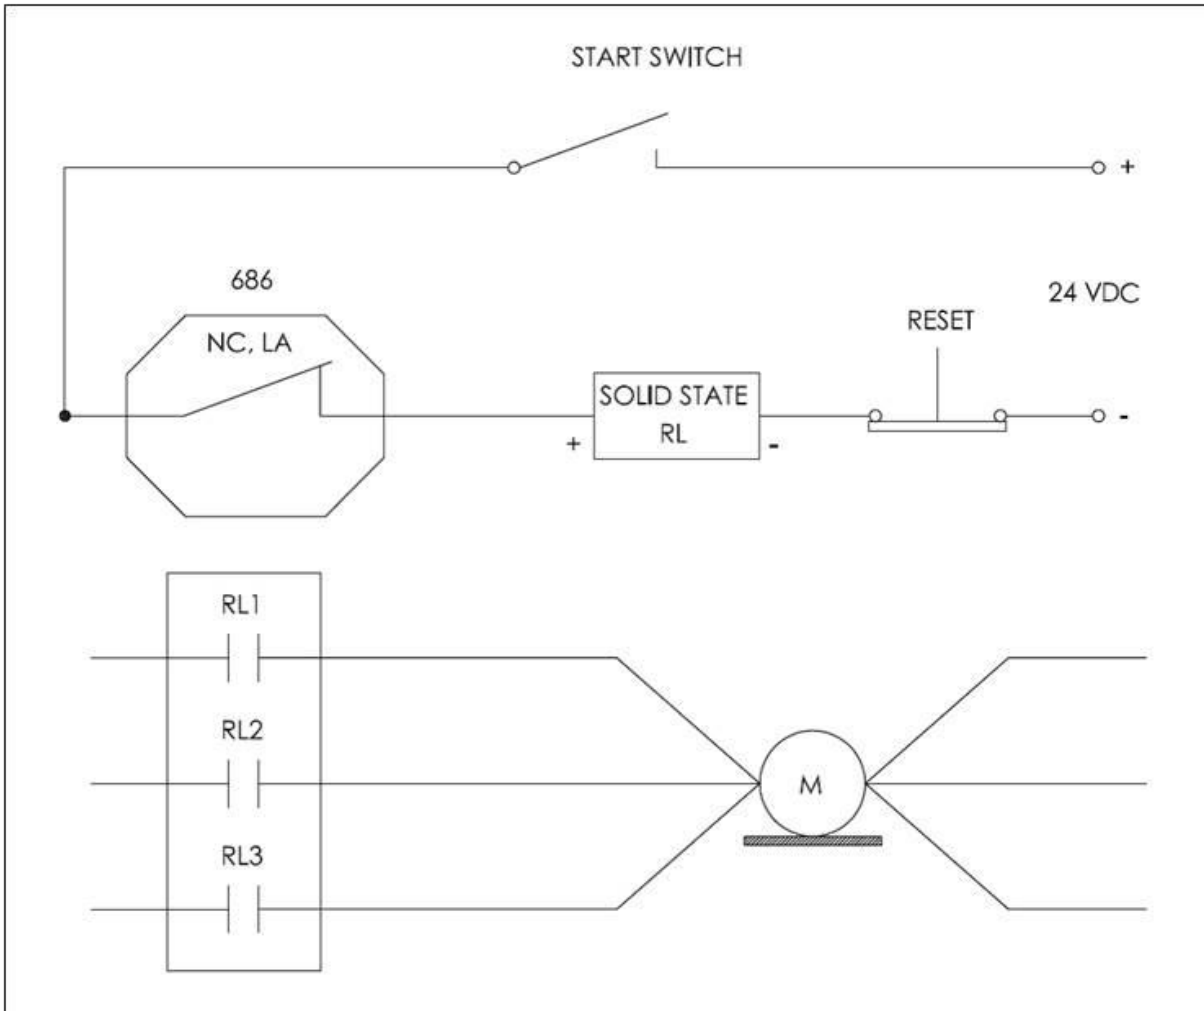 START SWITCH
+
686
24 VDC
NC, LA
RESET
SOLID STATE
RL
+
-
-
RL1
RL2
M
RL3